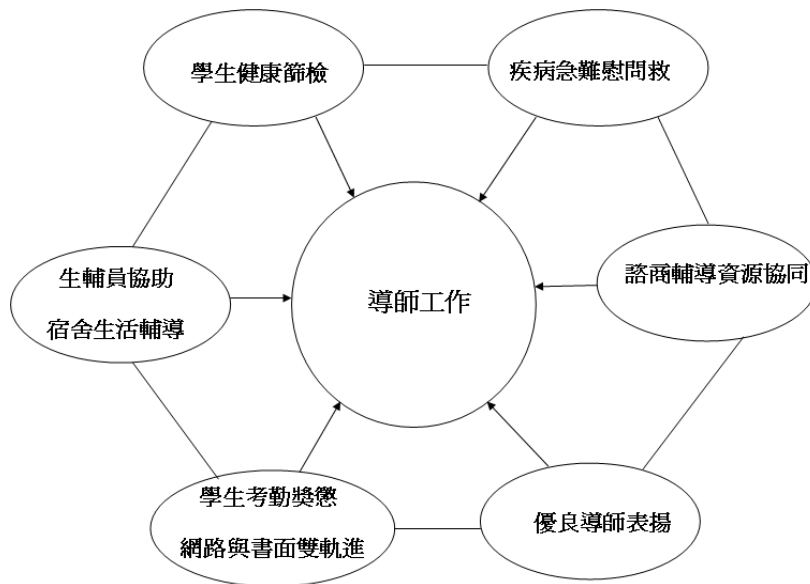 學生健康篩檢
疾病急難慰問救
生輔員協助
宿舍生活輔導
導師工作
諮商輔導資源協同
學生考勤獎懲
網路與書面雙軌進
優良導師表揚